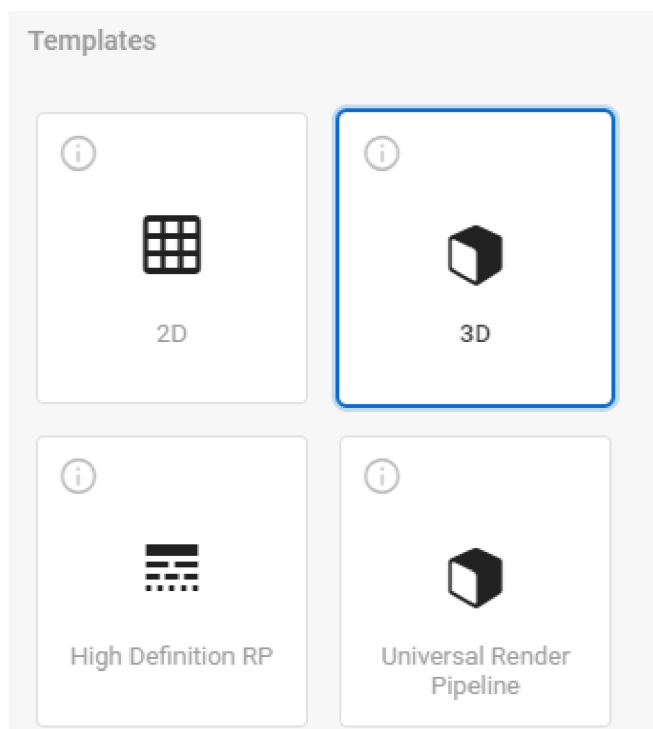 Templates
2D
3D
High Definition RP
Universal Render
Pipeline